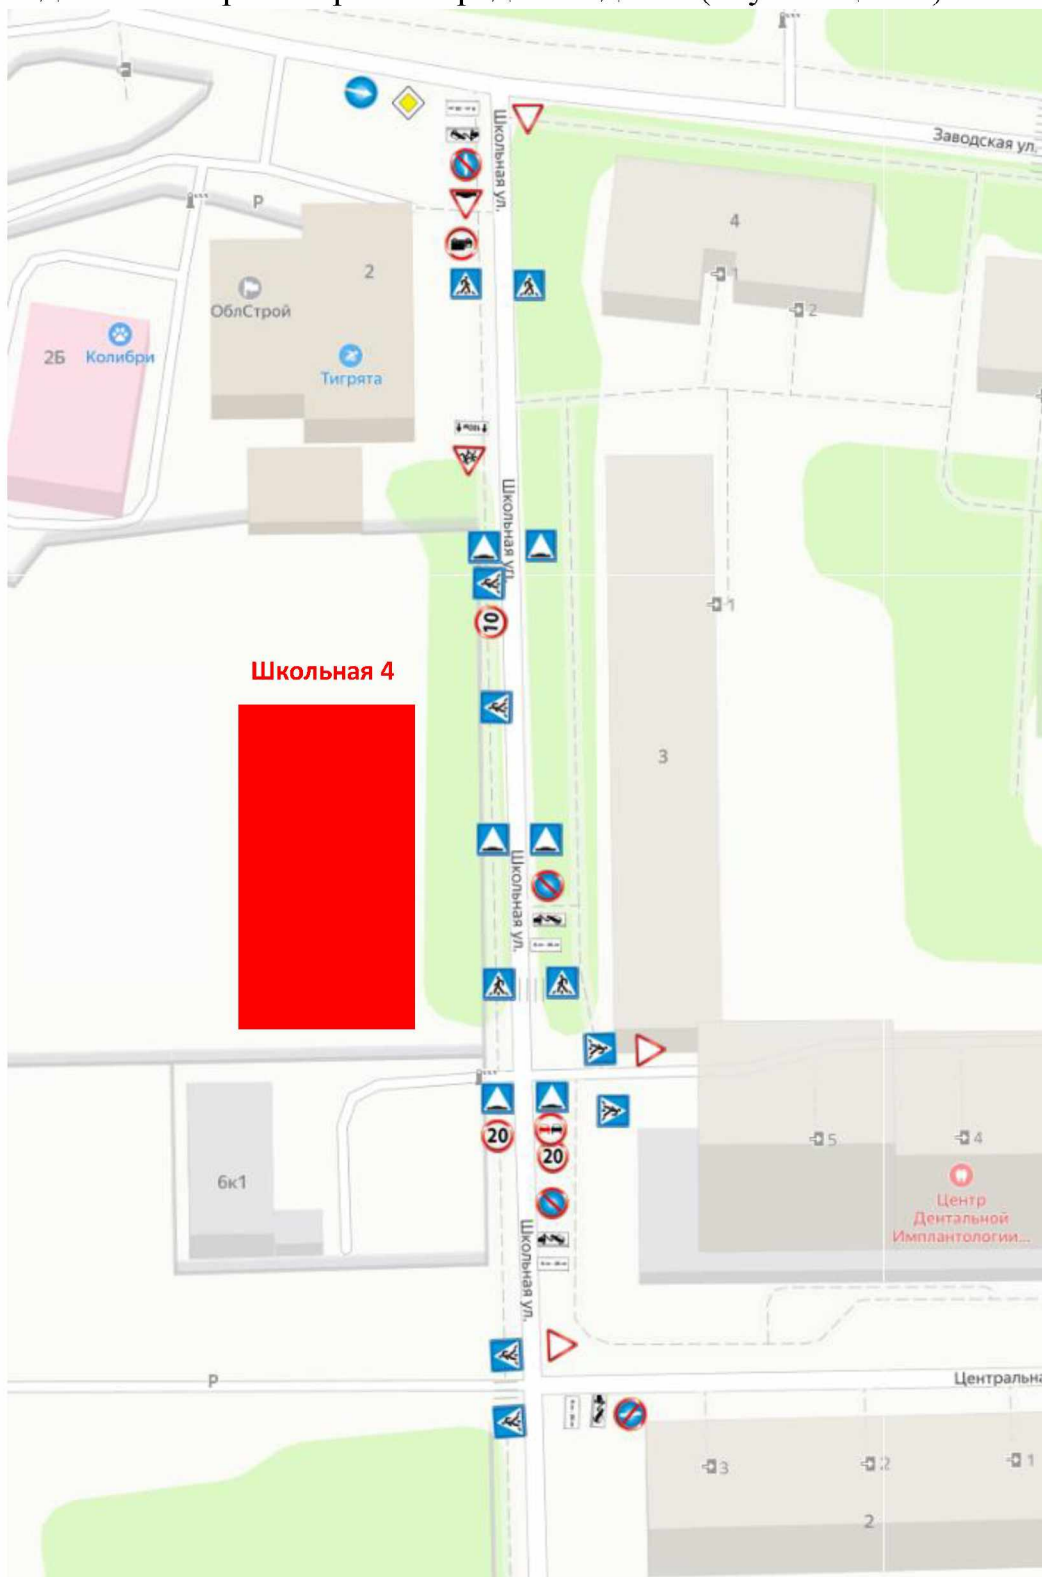 Школьная ул.
Заводская ул.
P
4
2
1
ОблСтрой
2
2Б
Колибри
Тигрята
Школьная ул.
1
10
Школьная 4
3
Школьная ул.
20
20
5
4
6к1
Центр
Дентальной
Имплантологии...
Школьная ул.
P
Центральна
3
2
1
2